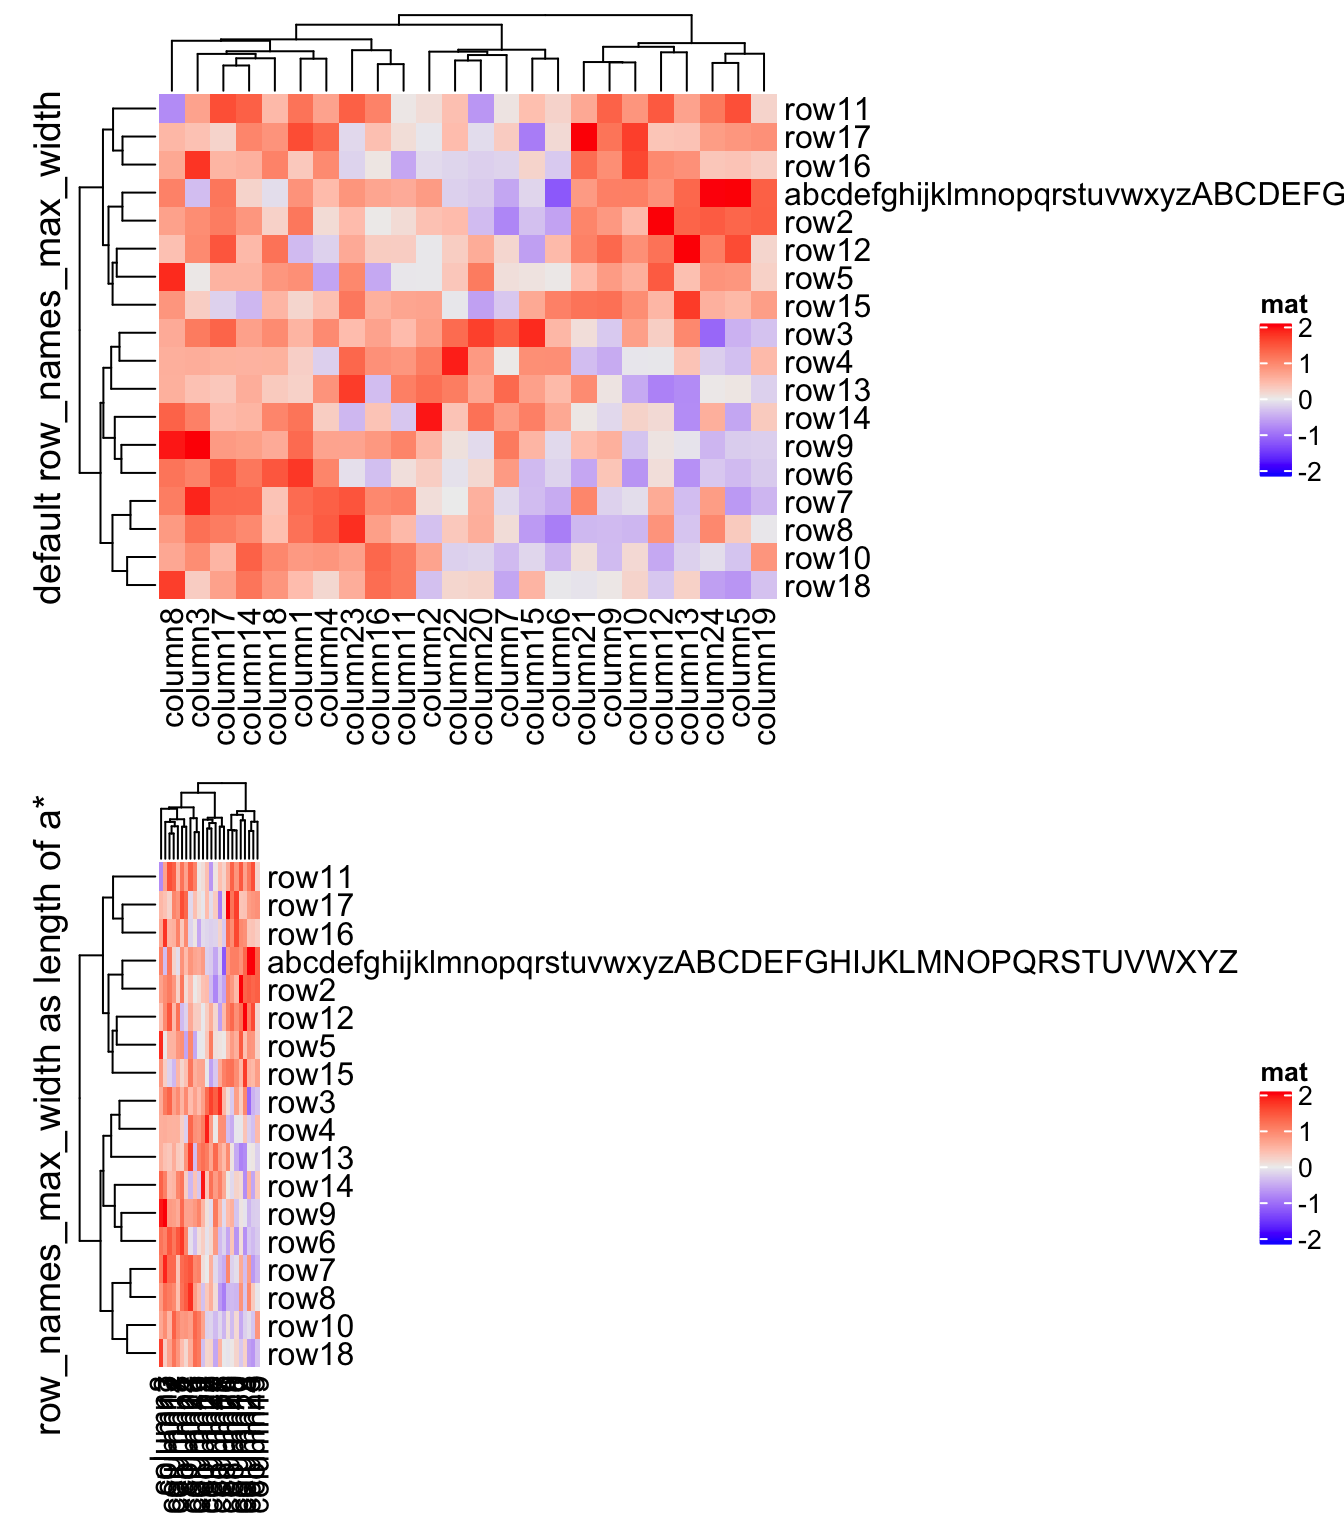 default row_names_max_width
row11
row17
row16
abcdefghijklmnopqrstuvwxyzABCDEFG
row2
row12
row5
row15
row3
row4
row13
row14
row9
row6
row7
row8
row10
row18
column8
column3
column17
column14
column18
column1
column4
column23
column16
column11
column2
column22
column20
column7
column15
column6
column21
column9
column10
column12
column13
column24
column5
column19
mat
2
1
0
-1
-2
row_names_max_width as length of a*
row11
row17
row16
abcdefghijklmnopqrstuvwxyzABCDEFGHIJKLMNOPQRSTUVWXYZ
row2
row12
row5
row15
row3
row4
row13
row14
row9
row6
row7
row8
row10
row18
mat
2
1
0
-1
-2